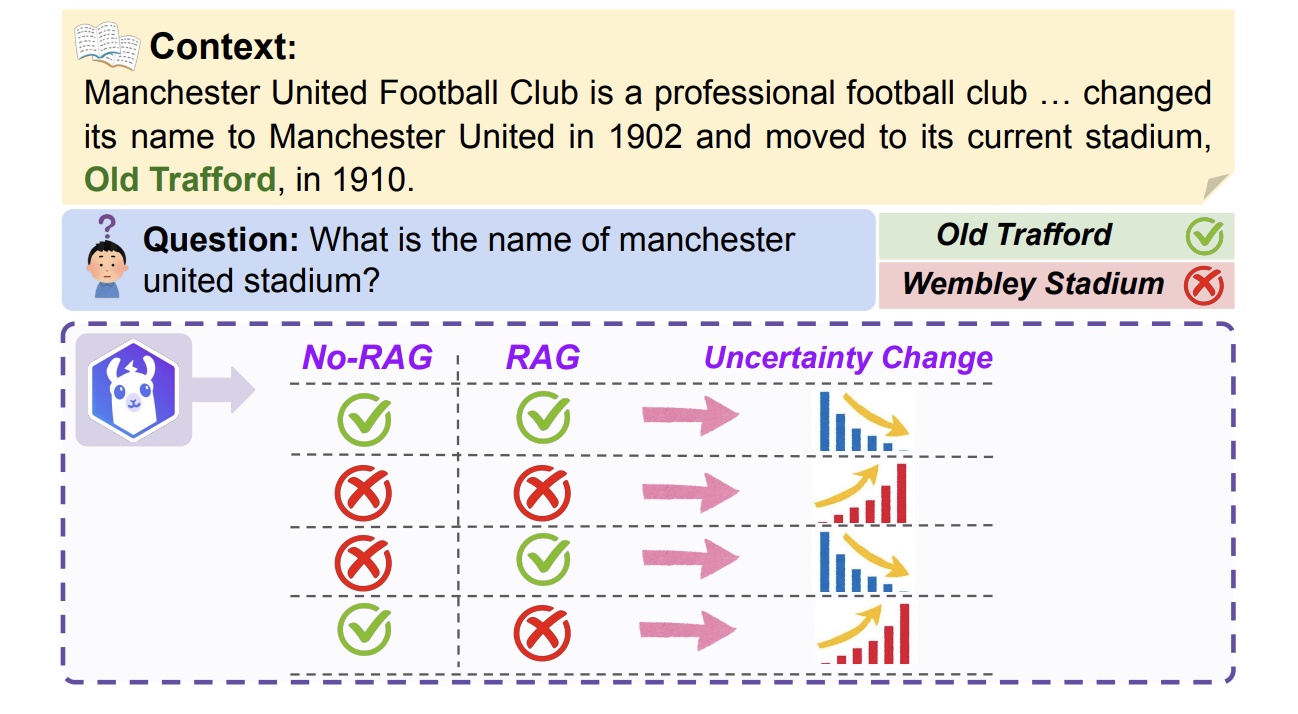 Context:
Manchester United Football Club is a professional football club … changed
its name to Manchester United in 1902 and moved to its current stadium,
Old Trafford, in 1910.
Question: What is the name of manchester
united stadium?
Old Trafford
Wembley Stadium
No-RAG RAG Uncertainty Change